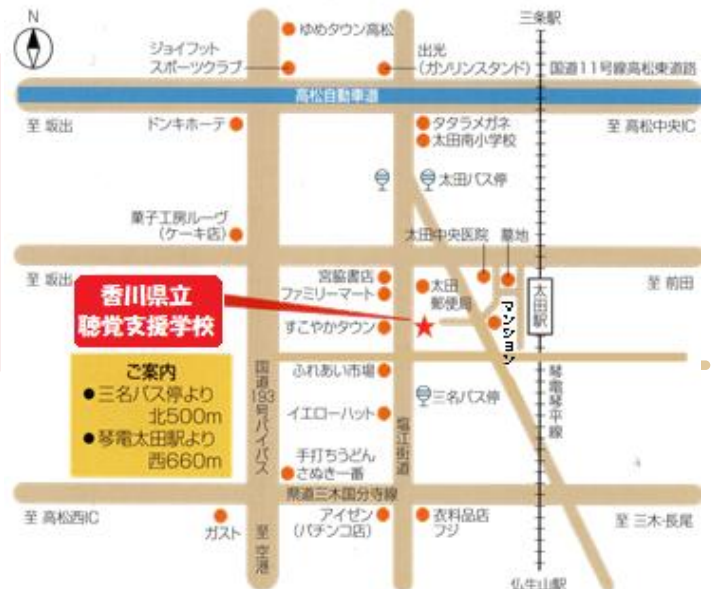 N
三条駅
ゆめタウン高松
ジョイフット
スポーツクラブ
出光
(ガソリンスタンド)
国道11号線高松東道路
高松自動車道
至 坂出
ドンキホーテ
タタラメガネ
太田南小学校
至 高松中央IC
太田バス停
菓子工房ルーヴ
(ケーキ店)
太田中央医院
墓地
至 坂出
宮脇書店
ファミリーマート
太田
郵便局
太田駅
至 前田
香川県立
聴覚支援学校
すこやかタウン
マンション
ご案内
●三名バス停より
北500m
●琴電太田駅より
西660m
国道193号バイパス
ふれあい市場
イエローハット
塩江街道
三名バス停
琴電琴平線
手打ちうどん
さぬき一番
県道三木国分寺線
至 高松西IC
ガスト
至 空港
アイゼン
(パチンコ店)
衣料品店
フジ
至 三木・長尾
仏生山駅